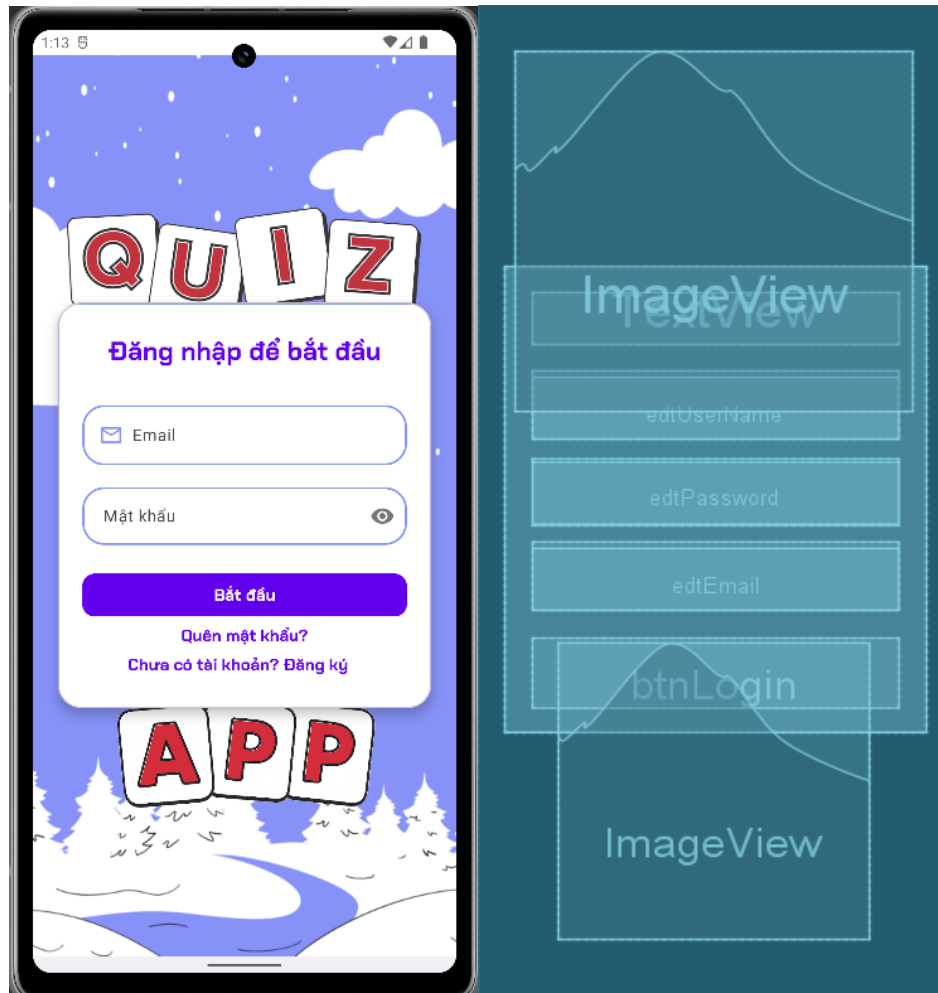 1:13
QUIZ
Đăng nhập để bắt đầu
Email
Mật khẩu
Bắt đầu
Quên mật khẩu?
Chưa có tài khoản? Đăng ký
APP
ImageView
TextView
edtUserName
edtPassword
edtEmail
btnLogin
ImageView